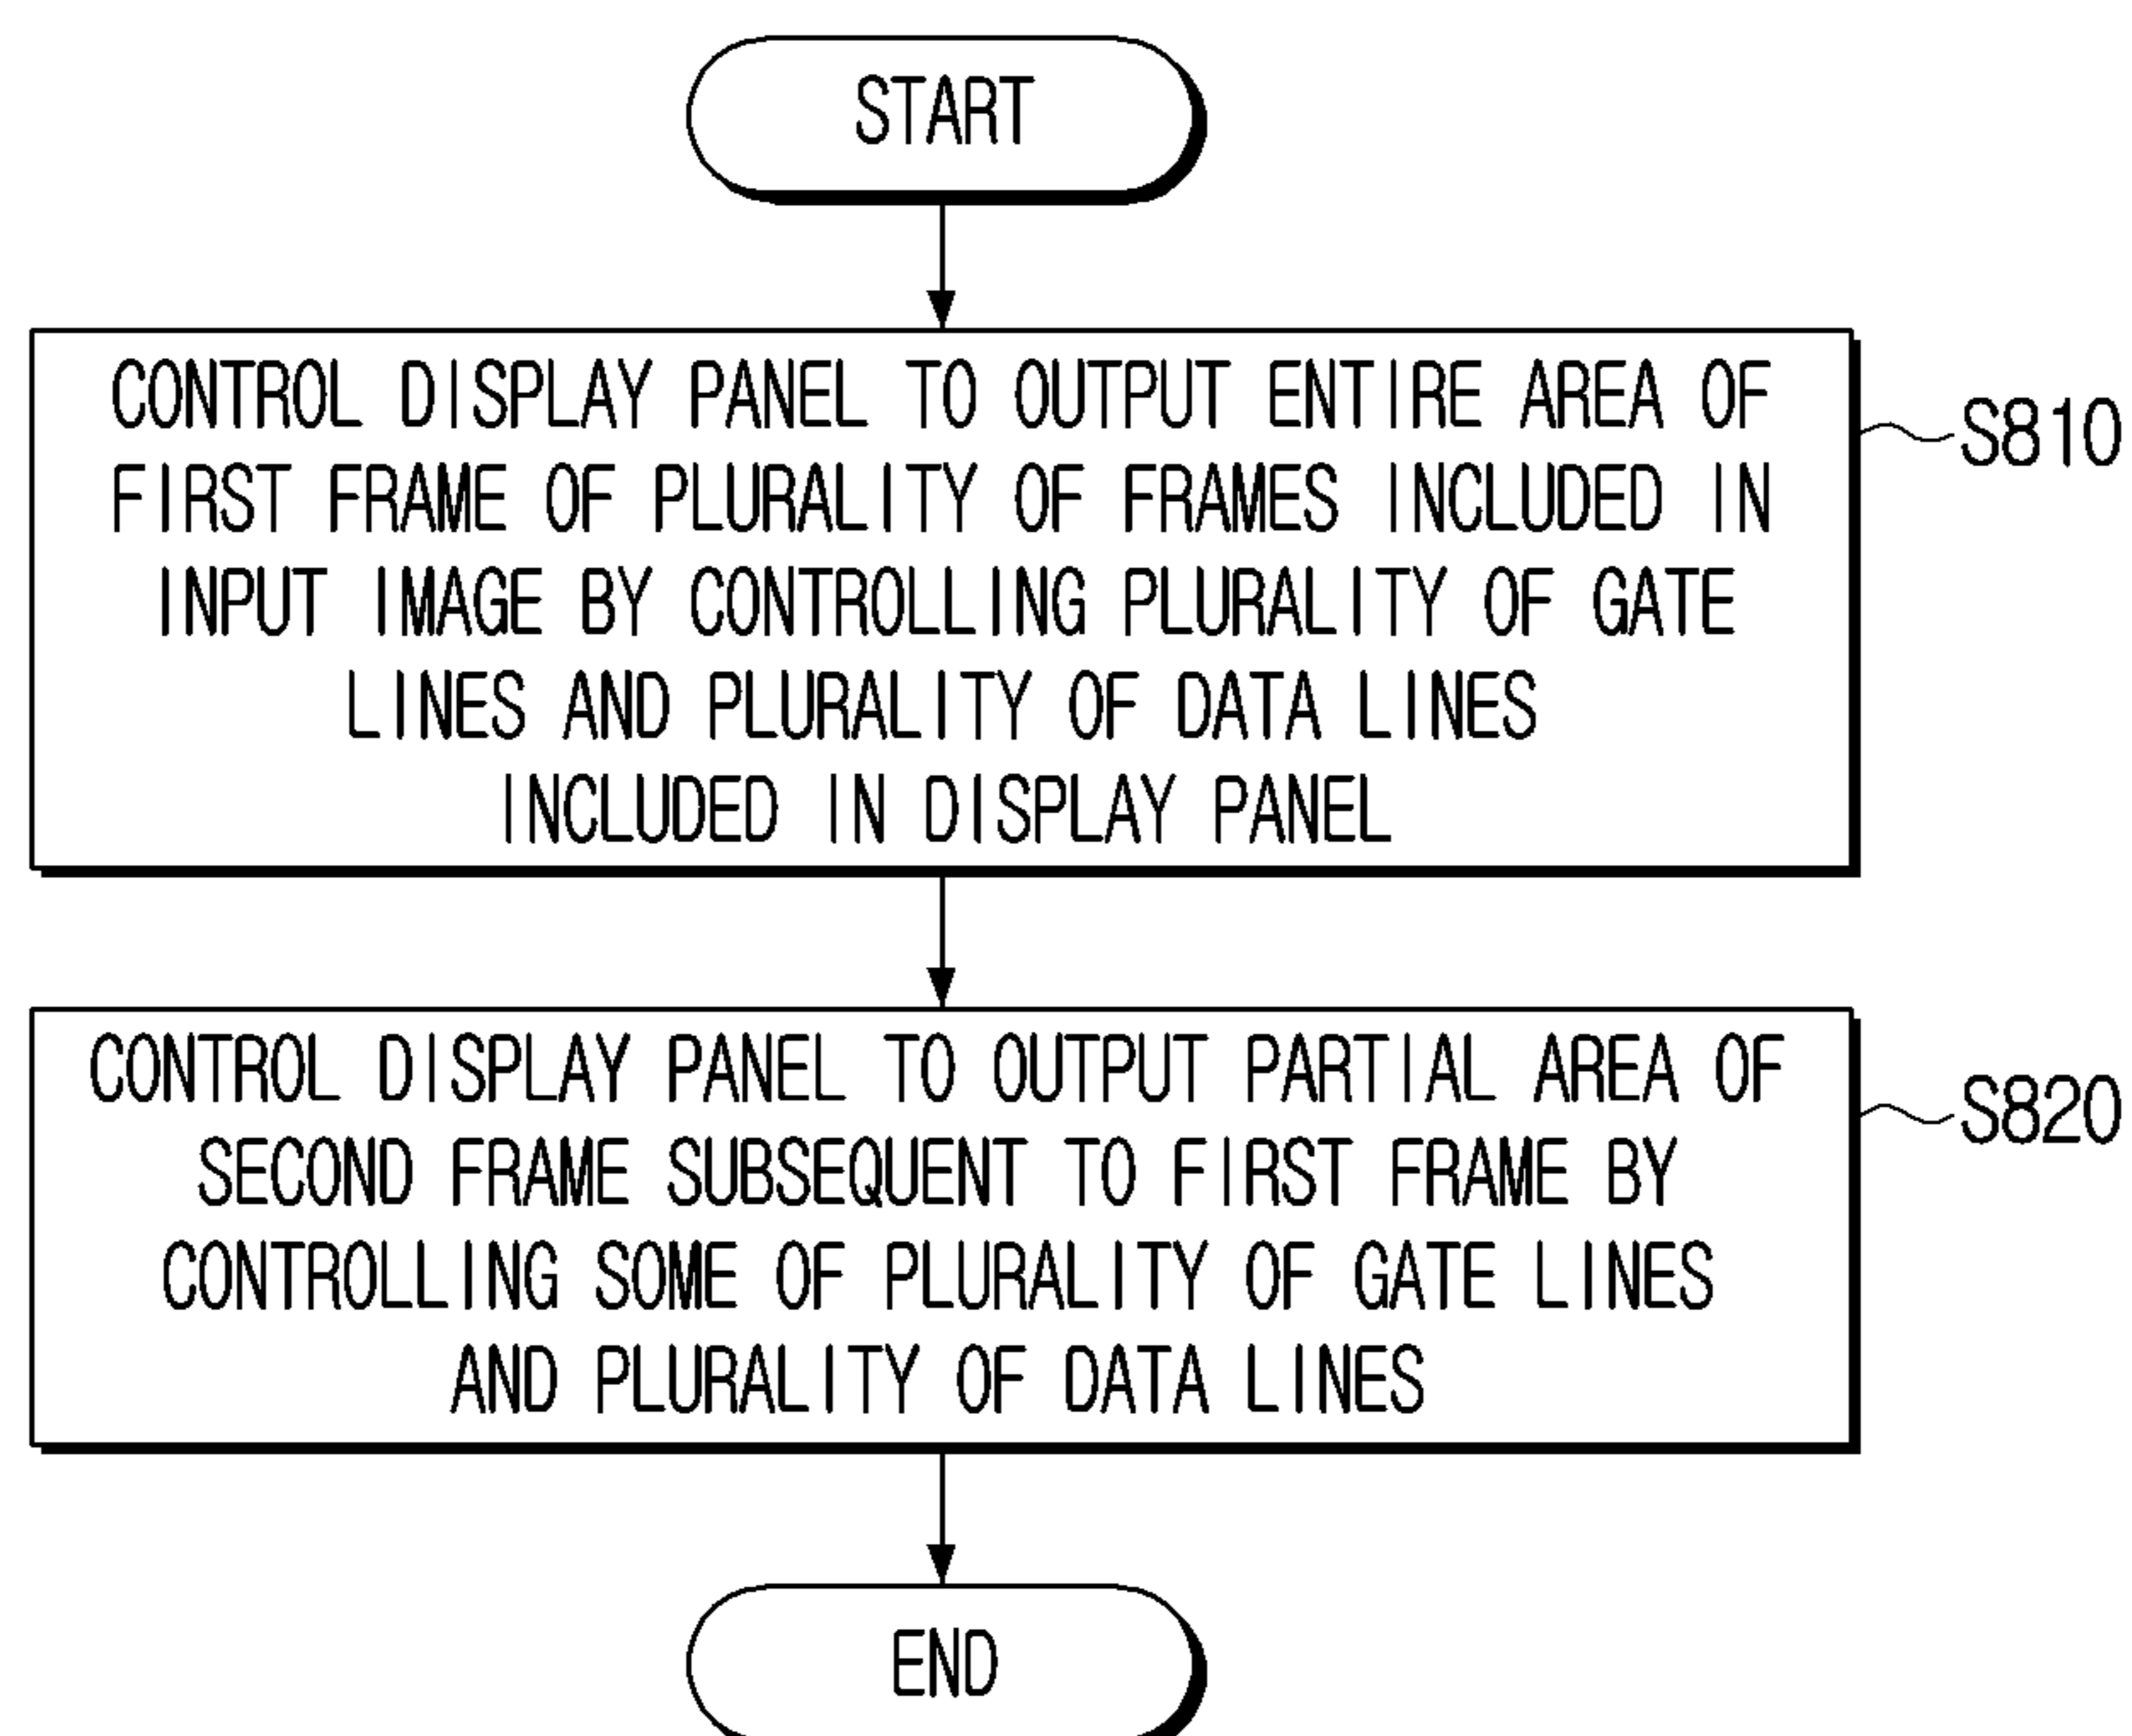 START
CONTROL DISPLAY PANEL TO OUTPUT ENTIRE AREA OF
FIRST FRAME OF PLURALITY OF FRAMES INCLUDED IN
INPUT IMAGE BY CONTROLLING PLURALITY OF GATE
LINES AND PLURALITY OF DATA LINES
INCLUDED IN DISPLAY PANEL
S810
CONTROL DISPLAY PANEL TO OUTPUT PARTIAL AREA OF
SECOND FRAME SUBSEQUENT TO FIRST FRAME BY
CONTROLLING SOME OF PLURALITY OF GATE LINES
AND PLURALITY OF DATA LINES
S820
END